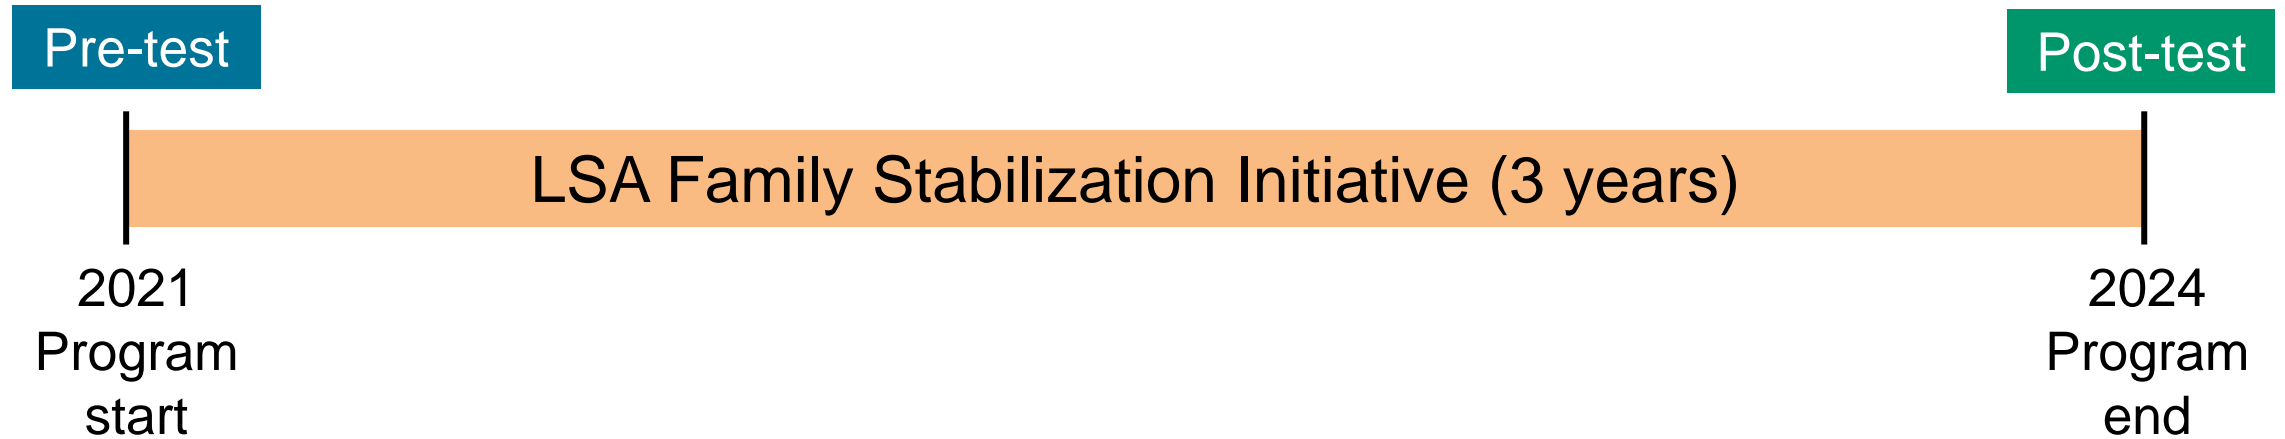 Pre-test
Post-test
LSA Family Stabilization Initiative (3 years)
2021
Program
start
2024
Program
end